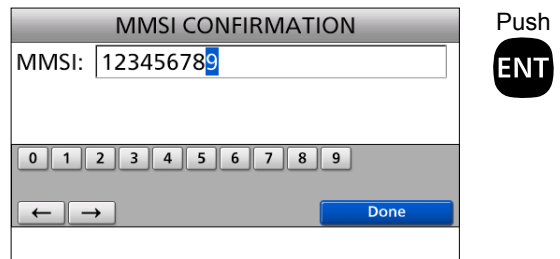 MMSI CONFIRMATION
Push
MMSI: 123456789
ENT
0 1 2 3 4 5 6 7 8 9
← → Done